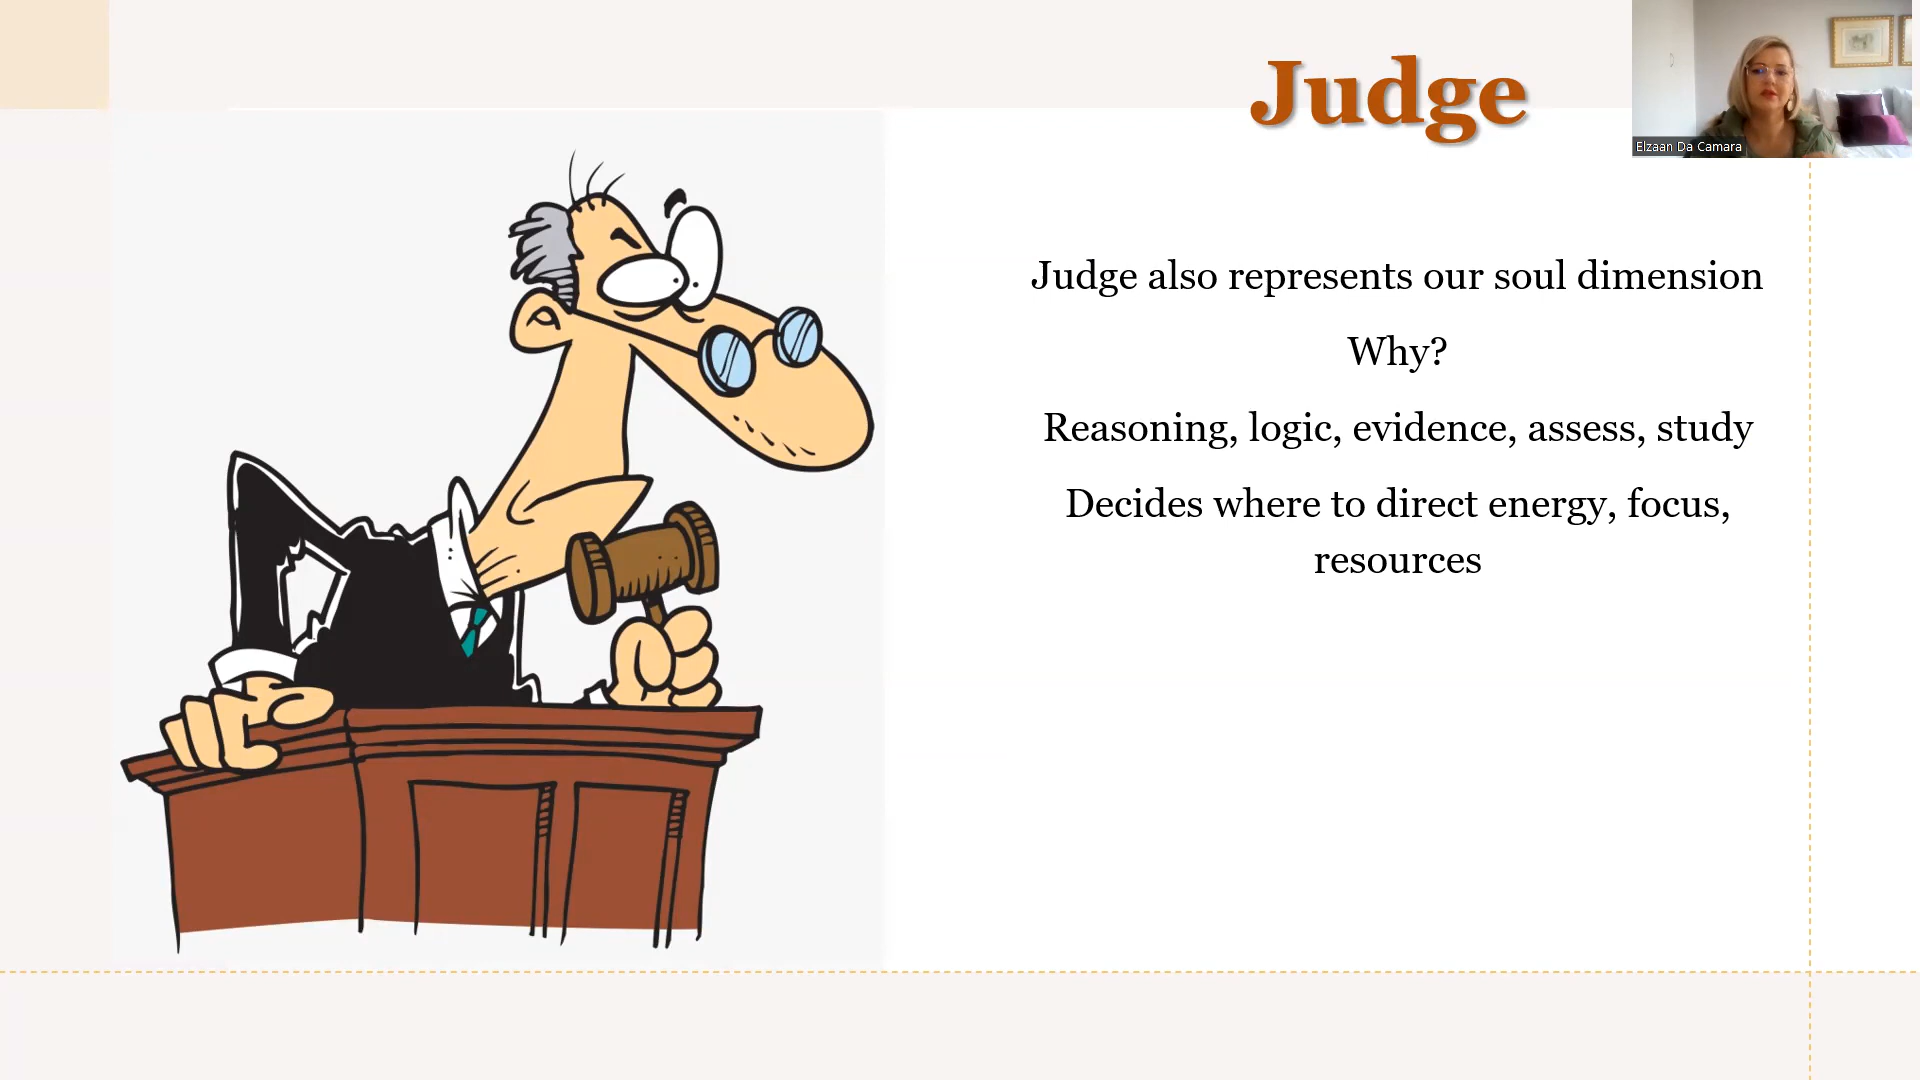 Judge
Elzaan Da Camara
Judge also represents our soul dimension
Why?
Reasoning, logic, evidence, assess, study
Decides where to direct energy, focus,
resources